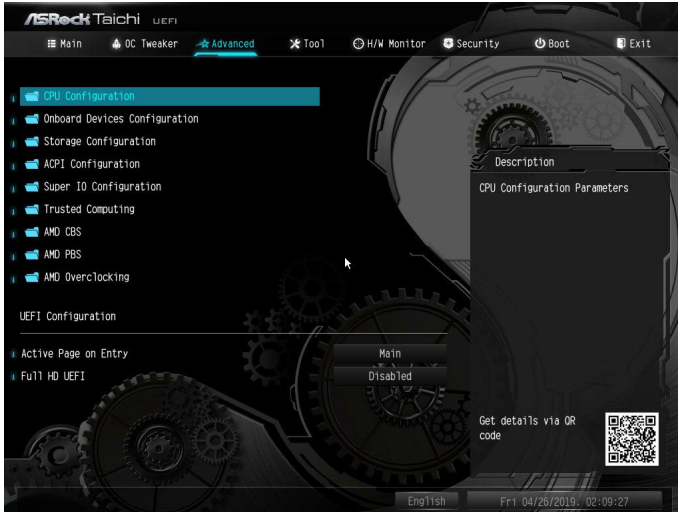 ASRock Taichi UEFI
Main OC Tweaker Advanced Tool H/W Monitor Security Boot Exit
CPU Configuration
Onboard Devices Configuration
Storage Configuration
ACPI Configuration
Super IO Configuration
Trusted Computing
AMD CBS
AMD PBS
AMD Overclocking
UEFI Configuration
Active Page on Entry Main
Full HD UEFI Disabled
Description
CPU Configuration Parameters
Get details via QR
code
English Fri 04/26/2019. 02:09:27